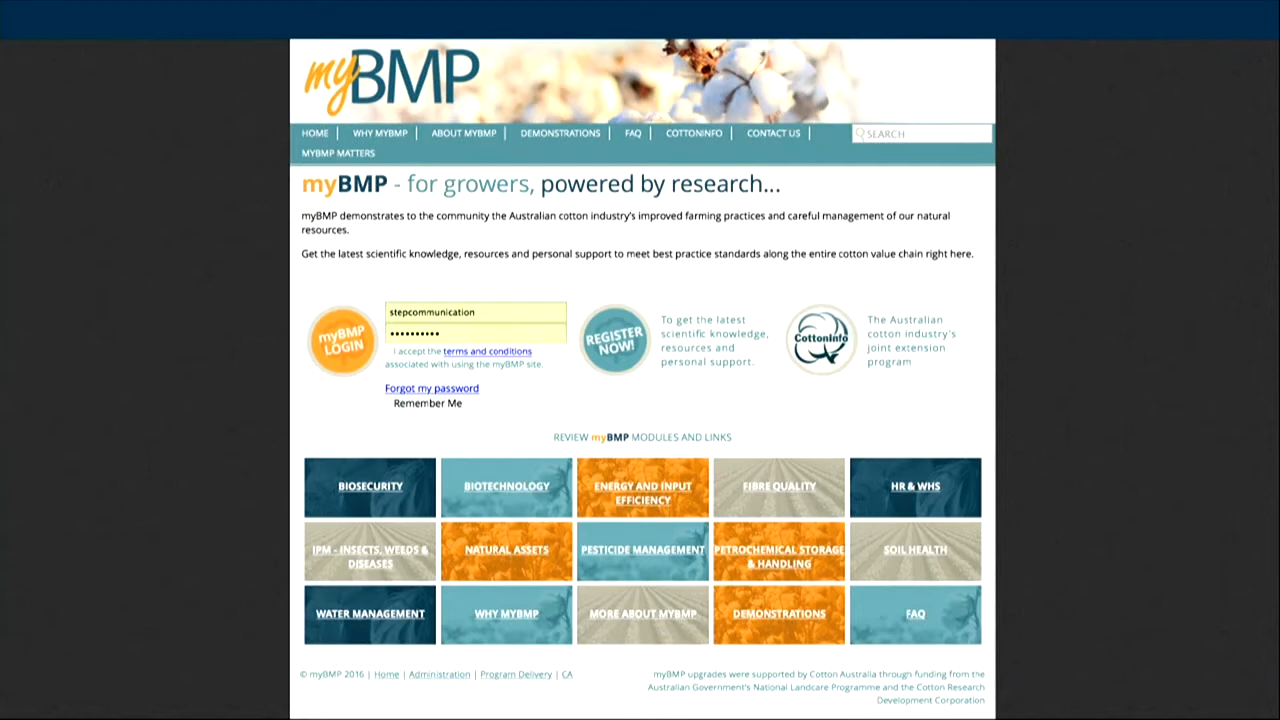 myBMP
HOME
WHY MYBMP
ABOUT MYBMP
DEMONSTRATIONS
FAQ
COTTONINFO
CONTACT US
SEARCH
MYBMP MATTERS
myBMP - for growers, powered by research...
myBMP demonstrates to the community the Australian cotton industry's improved farming practices and careful management of our natural
resources.
Get the latest scientific knowledge, resources and personal support to meet best practice standards along the entire cotton value chain right here.
myBMP
LOGIN
stepcommunication
••••••••••
I accept the terms and conditions
associated with using the myBMP site.
Forgot my password
Remember Me
REGISTER
NOW!
To get the latest
scientific knowledge,
resources and
personal support.
CottonInfo
The Australian
cotton industry's
joint extension
program
REVIEW myBMP MODULES AND LINKS
BIOSECURITY
BIOTECHNOLOGY
ENERGY AND INPUT
EFFICIENCY
FIBRE QUALITY
HR & WHS
IPM - INSECTS, WEEDS &
DISEASES
NATURAL ASSETS
PESTICIDE MANAGEMENT
PETROCHEMICAL STORAGE
& HANDLING
SOIL HEALTH
WATER MANAGEMENT
WHY MYBMP
MORE ABOUT MYBMP
DEMONSTRATIONS
FAQ
© myBMP 2016 | Home | Administration | Program Delivery | CA
myBMP upgrades were supported by Cotton Australia through funding from the
Australian Government's National Landcare Programme and the Cotton Research
Development Corporation